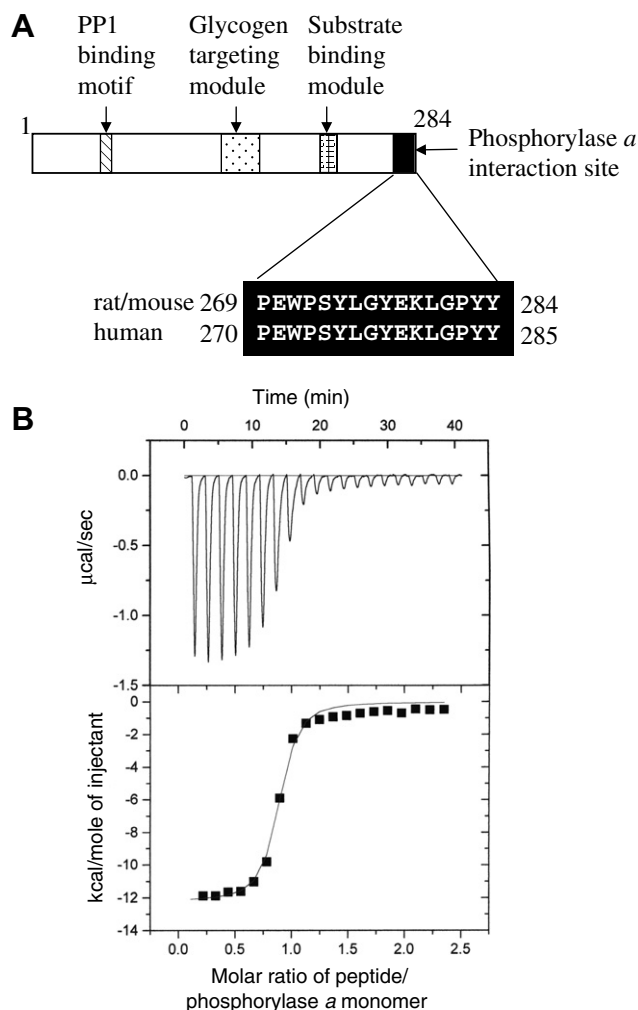 A
PP1
binding
motif
Glycogen
targeting
module
Substrate
binding
module
1
284
Phosphorylase a
interaction site
rat/mouse 269 PEWPSYLGYEKLGPYY 284
human 270 PEWPSYLGYEKLGPYY 285
B
Time (min)
0 10 20 30 40
0.0
-0.5
-1.0
-1.5
µcal/sec
0
-2
-4
-6
-8
-10
-12
-14
kcal/mole of injectant
0.0 0.5 1.0 1.5 2.0 2.5
Molar ratio of peptide/
phosphorylase a monomer